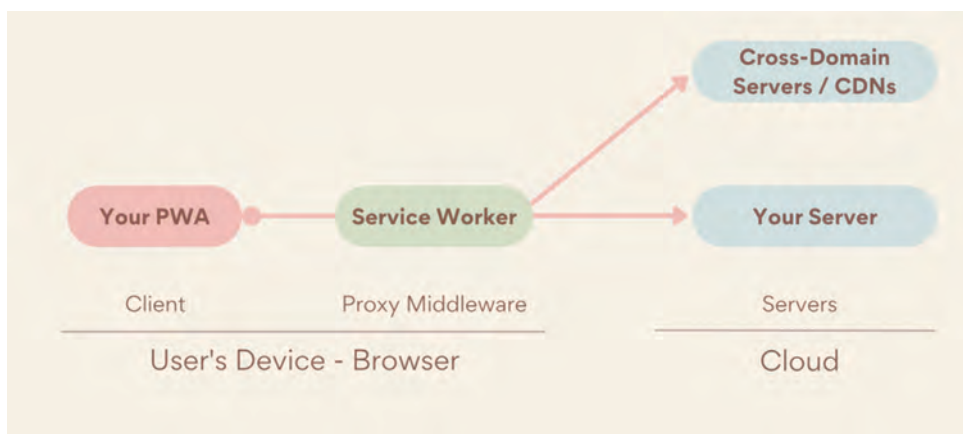 Cross-Domain
Servers / CDNs
Your PWA
Service Worker
Your Server
Client
Proxy Middleware
Servers
User's Device - Browser
Cloud